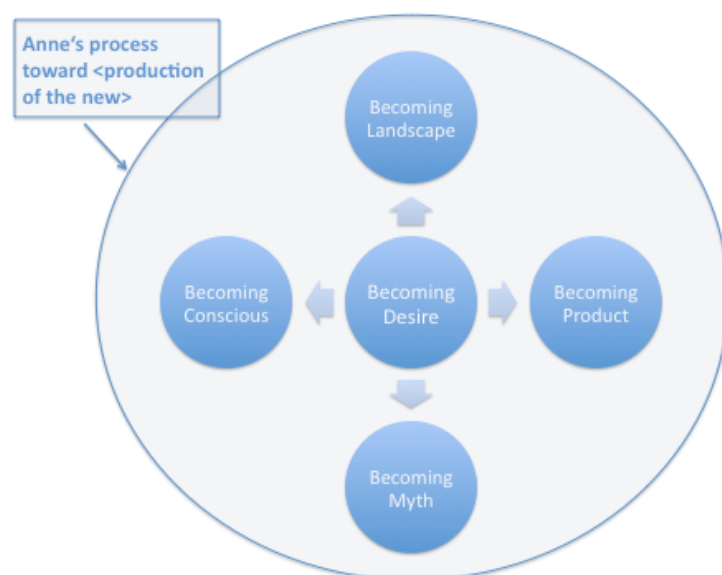 Anne‘s process
toward <production
of the new>
Becoming
Landscape
Becoming
Conscious
Becoming
Desire
Becoming
Product
Becoming
Myth